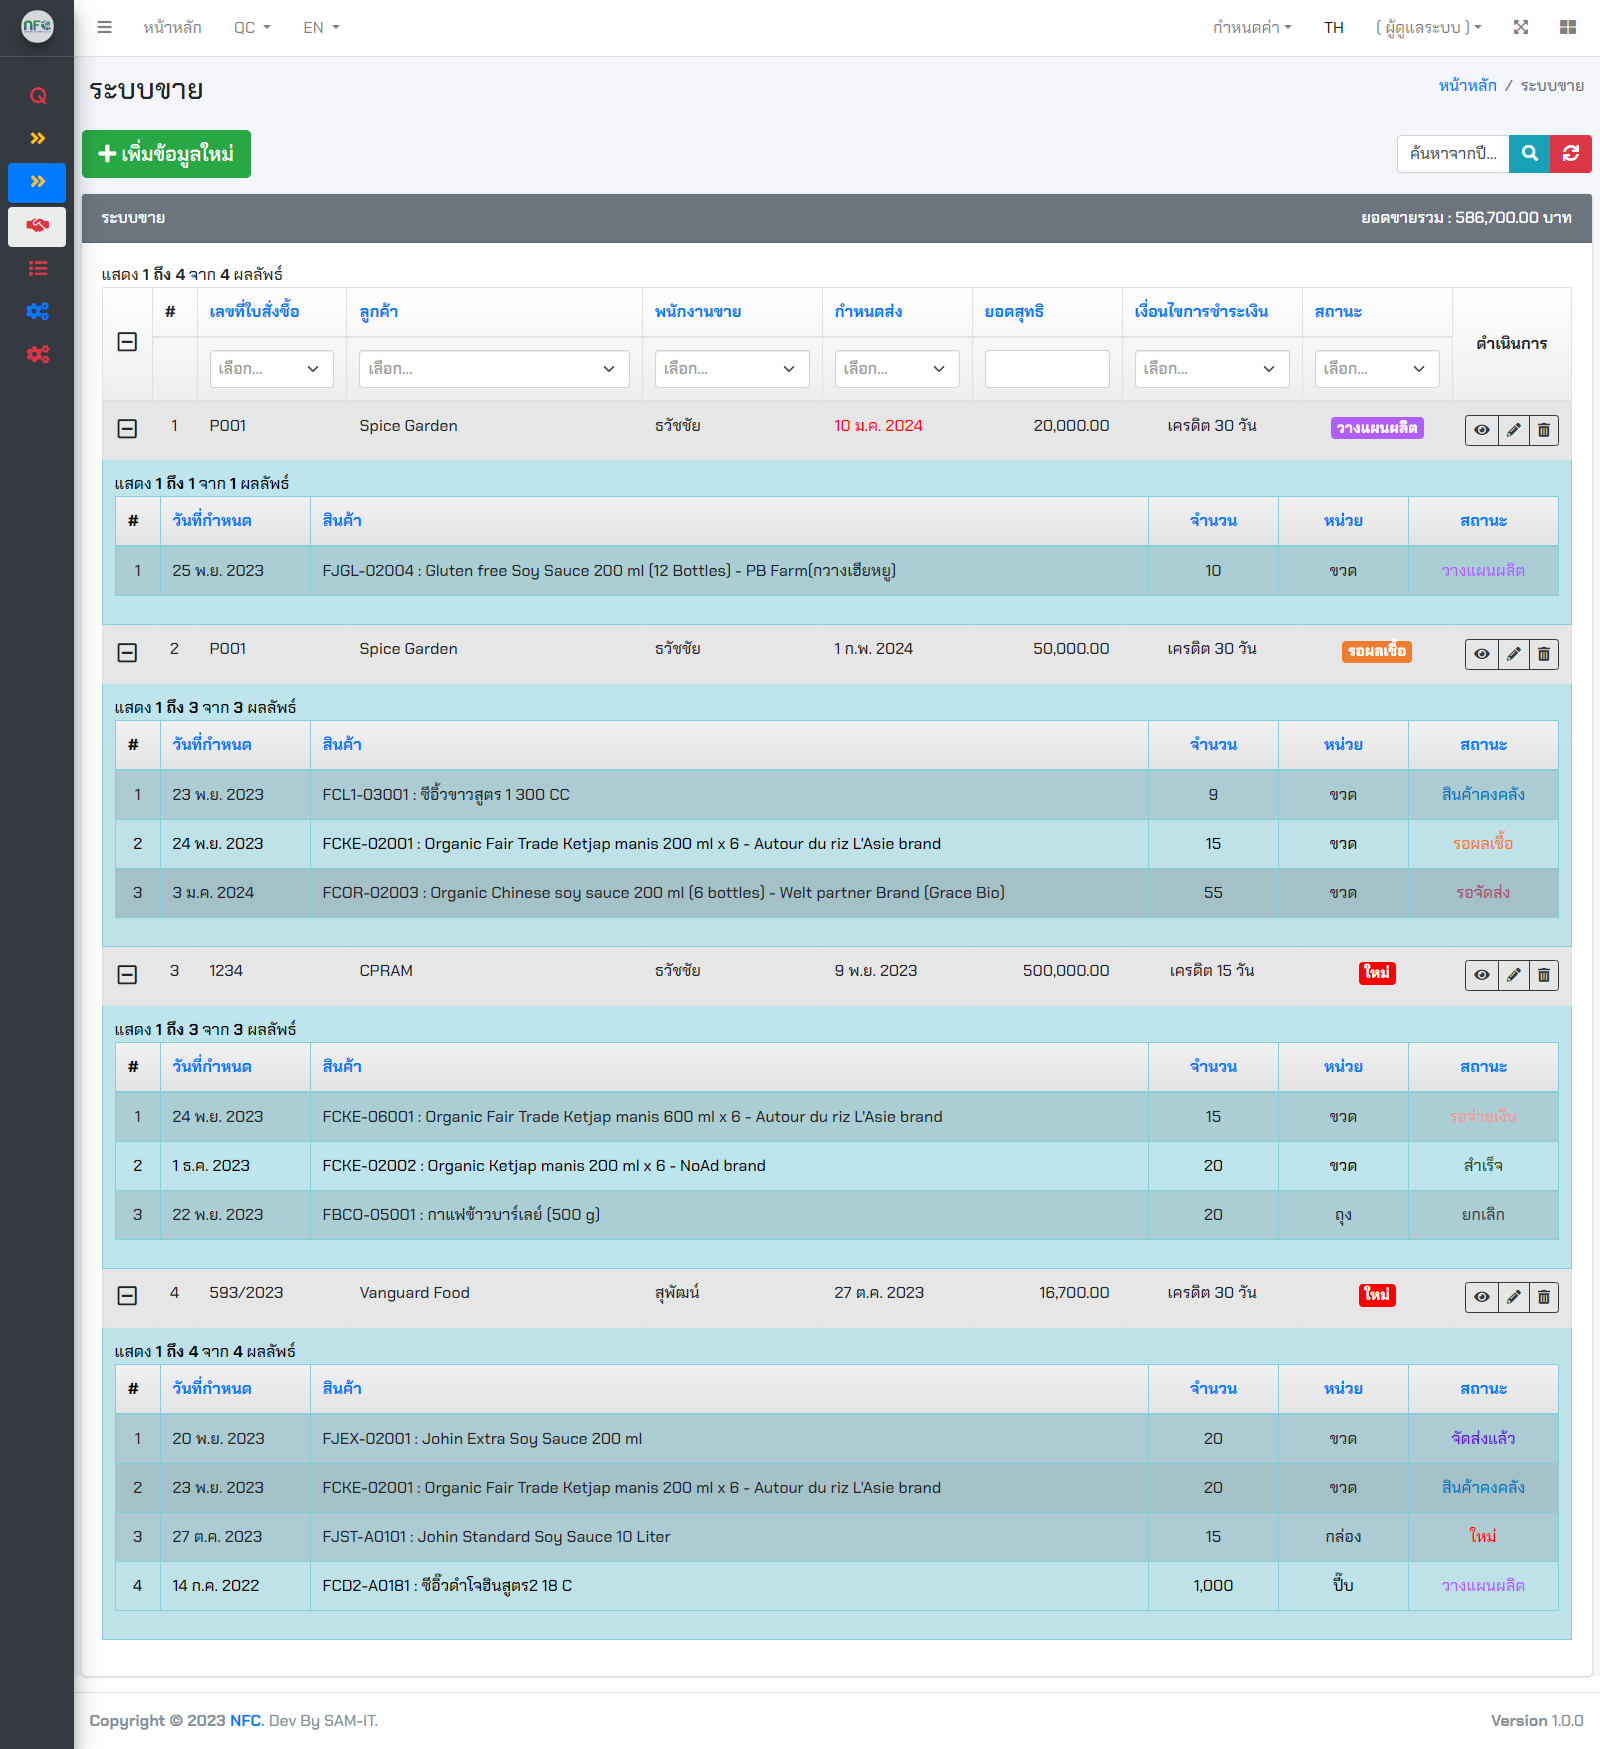 NFC
หน้าหลัก QC EN กำหนดค่า TH ( ผู้ดูแลระบบ )
ระบบขาย หน้าหลัก / ระบบขาย
เพิ่มข้อมูลใหม่ ค้นหาจากปี...
ระบบขาย ยอดขายรวม : 586,700.00 บาท
แสดง 1 ถึง 4 จาก 4 ผลลัพธ์
# เลขที่ใบสั่งซื้อ ลูกค้า พนักงานขาย กำหนดส่ง ยอดสุทธิ เงื่อนไขการชำระเงิน สถานะ ดำเนินการ
เลือก... เลือก... เลือก... เลือก... เลือก... เลือก...
1 P001 Spice Garden ธวัชชัย 10 ม.ค. 2024 20,000.00 เครดิต 30 วัน วางแผนผลิต
แสดง 1 ถึง 1 จาก 1 ผลลัพธ์
# วันที่กำหนด สินค้า จำนวน หน่วย สถานะ
1 25 พ.ย. 2023 FJGL-02004 : Gluten free Soy Sauce 200 ml (12 Bottles) - PB Farm(กวางเฮียหยู) 10 ขวด วางแผนผลิต
2 P001 Spice Garden ธวัชชัย 1 ก.พ. 2024 50,000.00 เครดิต 30 วัน รอผลเชื้อ
แสดง 1 ถึง 3 จาก 3 ผลลัพธ์
# วันที่กำหนด สินค้า จำนวน หน่วย สถานะ
1 23 พ.ย. 2023 FCL1-03001 : ซีอิ้วขาวสูตร 1 300 CC 9 ขวด สินค้าคงคลัง
2 24 พ.ย. 2023 FCKE-02001 : Organic Fair Trade Ketjap manis 200 ml x 6 - Autour du riz L'Asie brand 15 ขวด รอผลเชื้อ
3 3 ม.ค. 2024 FCOR-02003 : Organic Chinese soy sauce 200 ml (6 bottles) - Welt partner Brand (Grace Bio) 55 ขวด รอจัดส่ง
3 1234 CPRAM ธวัชชัย 9 พ.ย. 2023 500,000.00 เครดิต 15 วัน ใหม่
แสดง 1 ถึง 3 จาก 3 ผลลัพธ์
# วันที่กำหนด สินค้า จำนวน หน่วย สถานะ
1 24 พ.ย. 2023 FCKE-06001 : Organic Fair Trade Ketjap manis 600 ml x 6 - Autour du riz L'Asie brand 15 ขวด รอจ่ายเงิน
2 1 ธ.ค. 2023 FCKE-02002 : Organic Ketjap manis 200 ml x 6 - NoAd brand 20 ขวด สำเร็จ
3 22 พ.ย. 2023 FBCO-05001 : กาแฟข้าวบาร์เลย์ (500 g) 20 ถุง ยกเลิก
4 593/2023 Vanguard Food สุพัฒน์ 27 ต.ค. 2023 16,700.00 เครดิต 30 วัน ใหม่
แสดง 1 ถึง 4 จาก 4 ผลลัพธ์
# วันที่กำหนด สินค้า จำนวน หน่วย สถานะ
1 20 พ.ย. 2023 FJEX-02001 : Johin Extra Soy Sauce 200 ml 20 ขวด จัดส่งแล้ว
2 23 พ.ย. 2023 FCKE-02001 : Organic Fair Trade Ketjap manis 200 ml x 6 - Autour du riz L'Asie brand 20 ขวด สินค้าคงคลัง
3 27 ต.ค. 2023 FJST-A0101 : Johin Standard Soy Sauce 10 Liter 15 กล่อง ใหม่
4 14 ก.ค. 2022 FCD2-A0181 : ซีอิ๊วดำโจฮินสูตร2 18 C 1,000 ปี๊บ วางแผนผลิต
Copyright © 2023 NFC. Dev By SAM-IT. Version 1.0.0